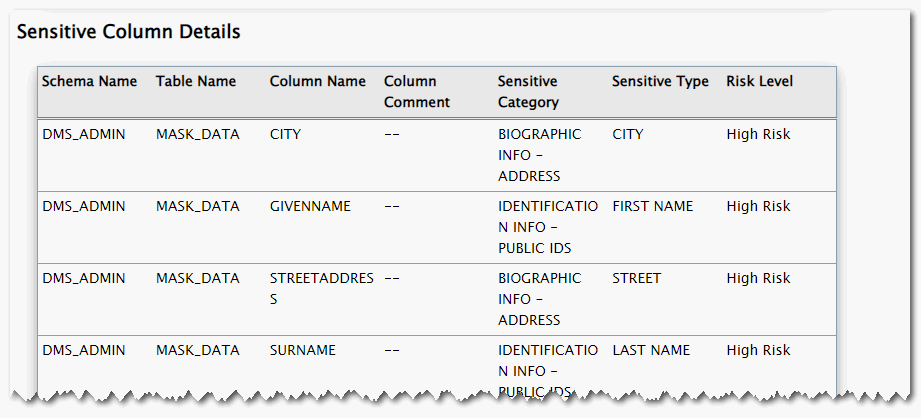 Sensitive Column Details
Schema Name Table Name Column Name Column Comment Sensitive Category Sensitive Type Risk Level
DMS_ADMIN MASK_DATA CITY -- BIOGRAPHIC INFO - ADDRESS CITY High Risk
DMS_ADMIN MASK_DATA GIVENNAME -- IDENTIFICATION INFO - PUBLIC IDS FIRST NAME High Risk
DMS_ADMIN MASK_DATA STREETADDRESS -- BIOGRAPHIC INFO - ADDRESS STREET High Risk
DMS_ADMIN MASK_DATA SURNAME -- IDENTIFICATION INFO - PUBLIC IDS LAST NAME High Risk